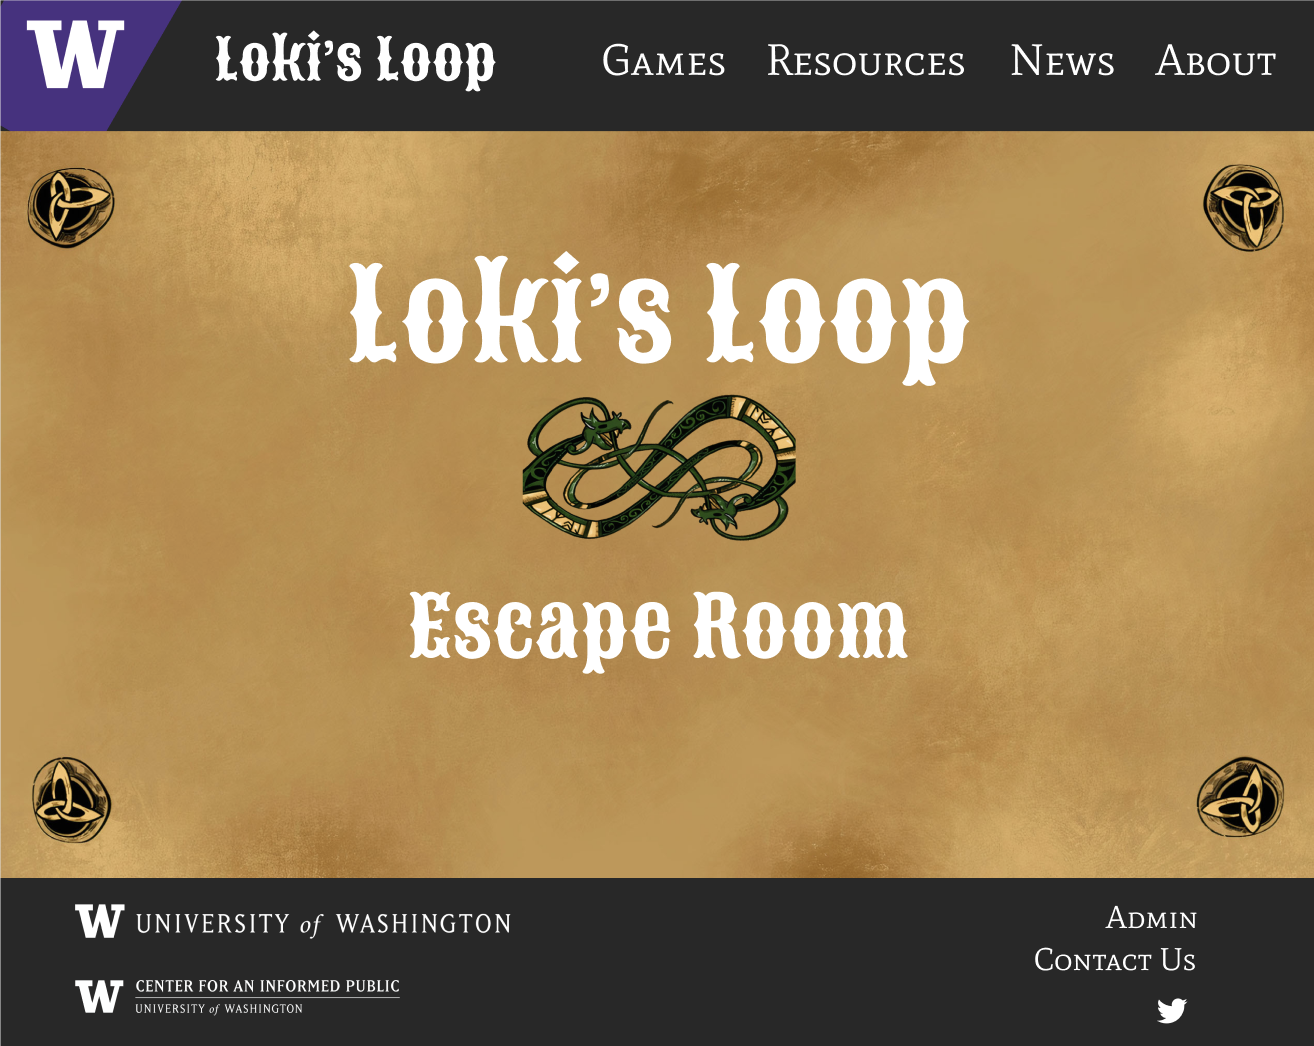 W
Loki's Loop
Games Resources News About
Loki's Loop
Escape Room
W UNIVERSITY of WASHINGTON
W CENTER FOR AN INFORMED PUBLIC
UNIVERSITY of WASHINGTON
Admin
Contact Us